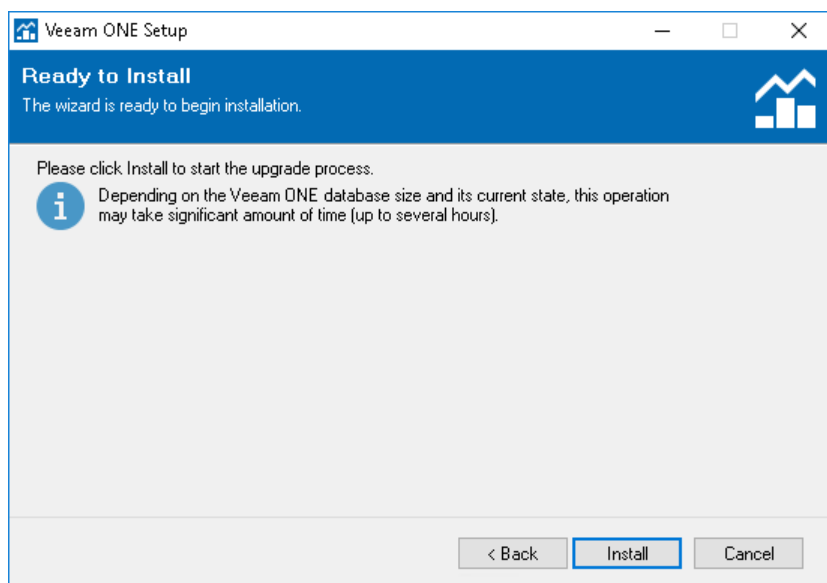 Veeam ONE Setup
Ready to Install
The wizard is ready to begin installation.
Please click Install to start the upgrade process.
Depending on the Veeam ONE database size and its current state, this operation
may take significant amount of time (up to several hours).
< Back
Install
Cancel